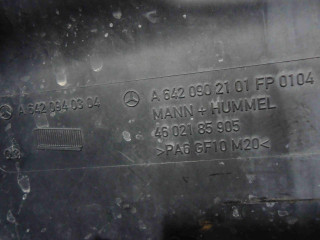 A 642 094 03 04
A 642 090 21 01 FP 0104
MANN + HUMMEL
46 021 85 905
>PA6 GF10 M20<